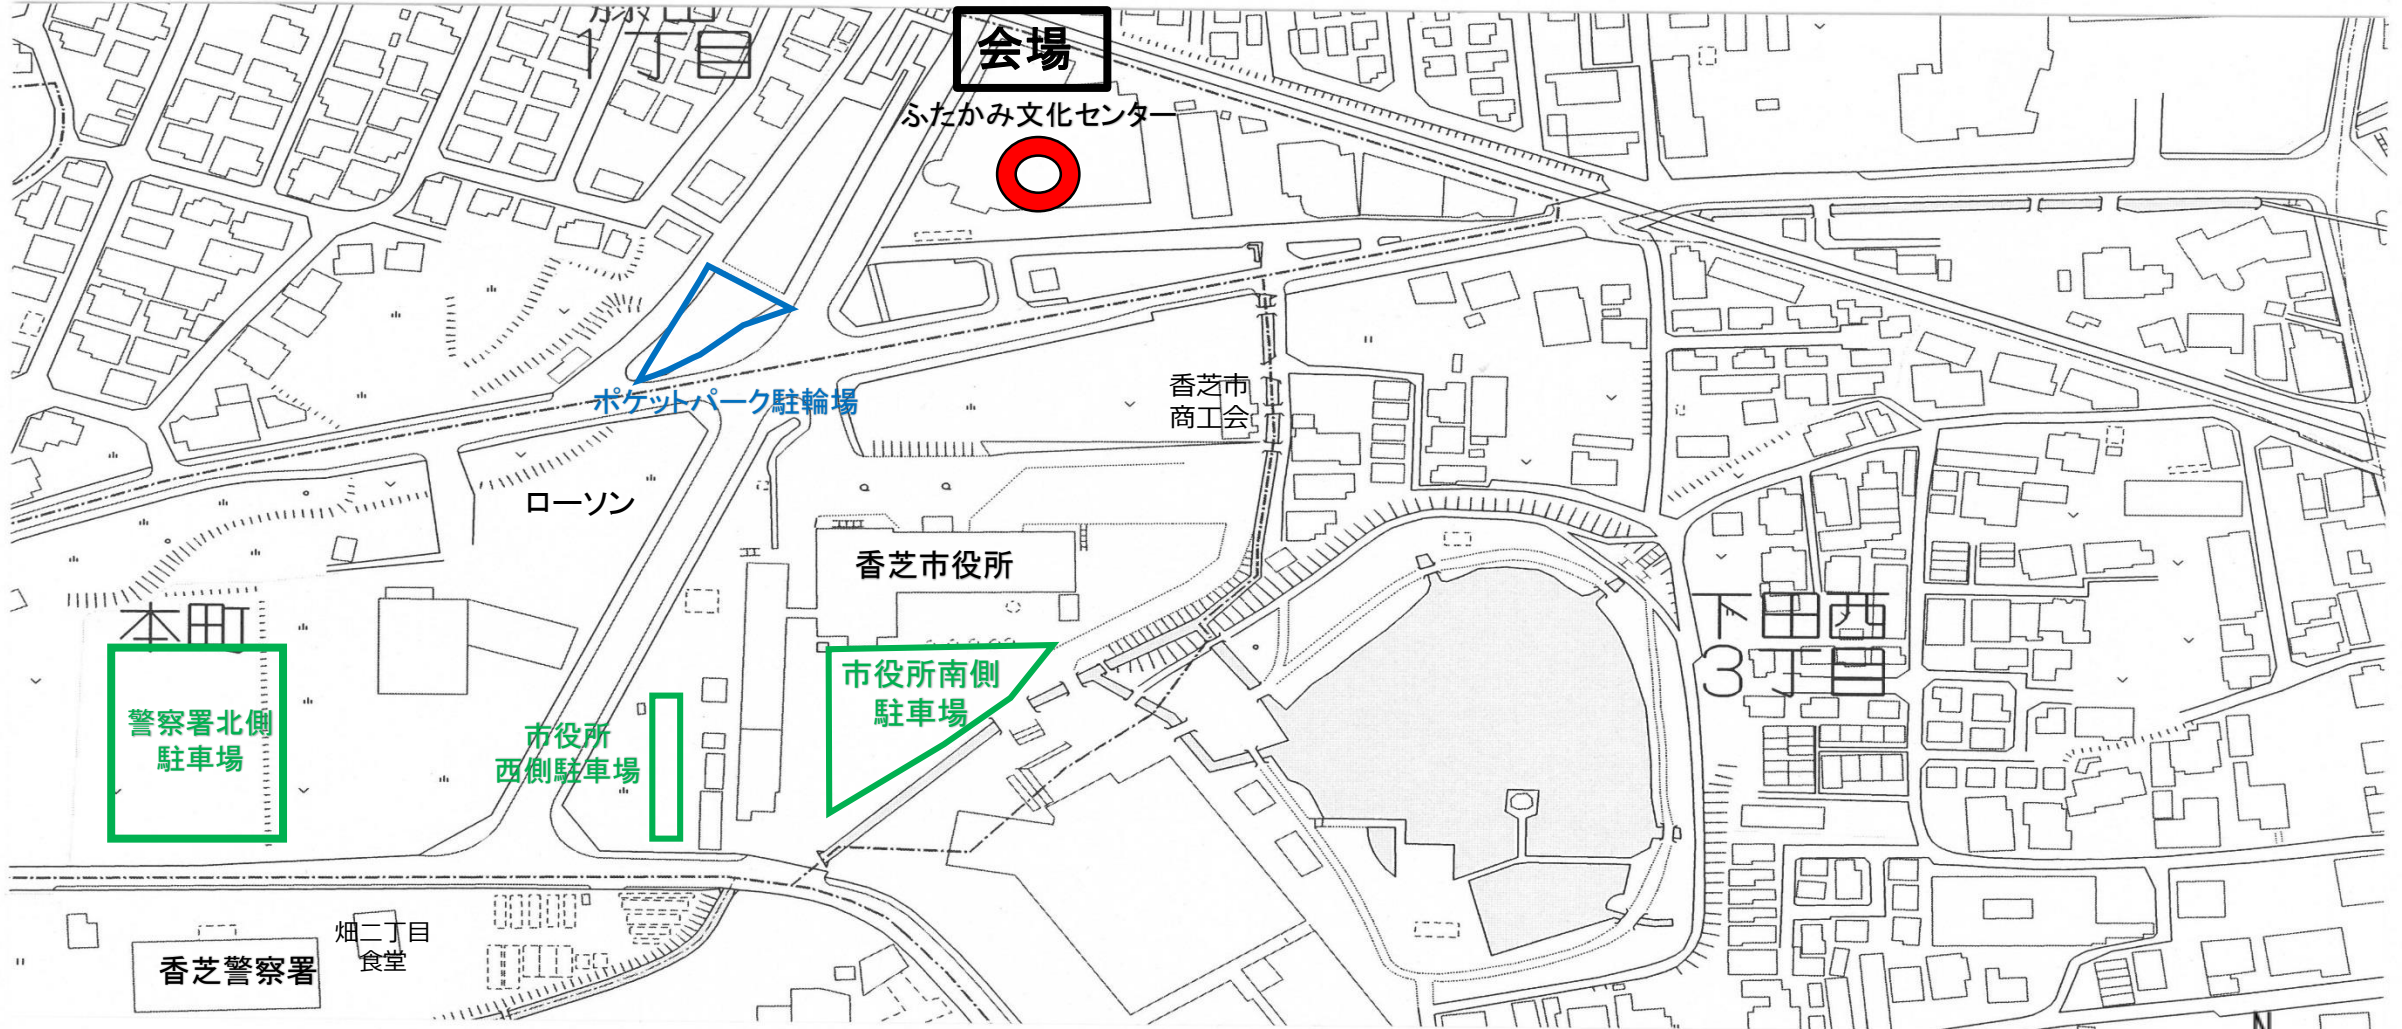 1丁目
会場
ふたかみ文化センター
ポケットパーク駐輪場
香芝市
商工会
ローソン
香芝市役所
本町
下田西
3丁目
市役所南側
駐車場
警察署北側
駐車場
市役所
西側駐車場
畑二丁目
食堂
香芝警察署